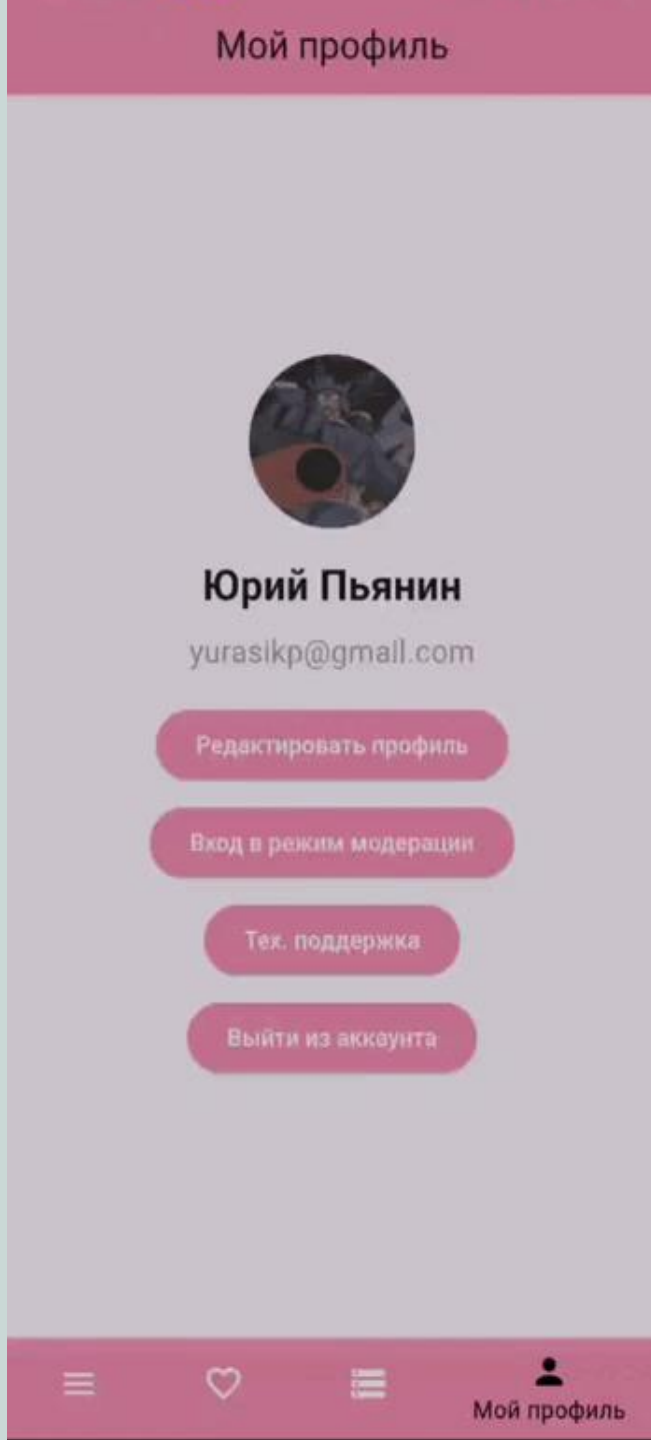 Мой профиль
Юрий Пьянин
yurasikp@gmail.com
Редактировать профиль
Вход в режим модерации
Тех. поддержка
Выйти из аккаунта
Мой профиль